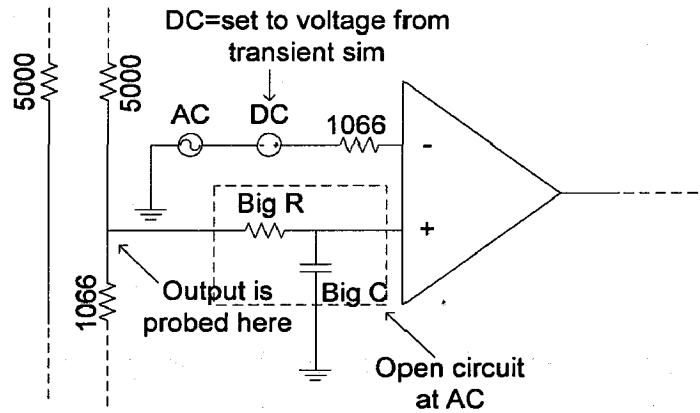 DC=set to voltage from
transient sim
5000
5000
AC
DC
1066
-
Big R
+
1066
Output is
probed here
Big C
Open circuit
at AC